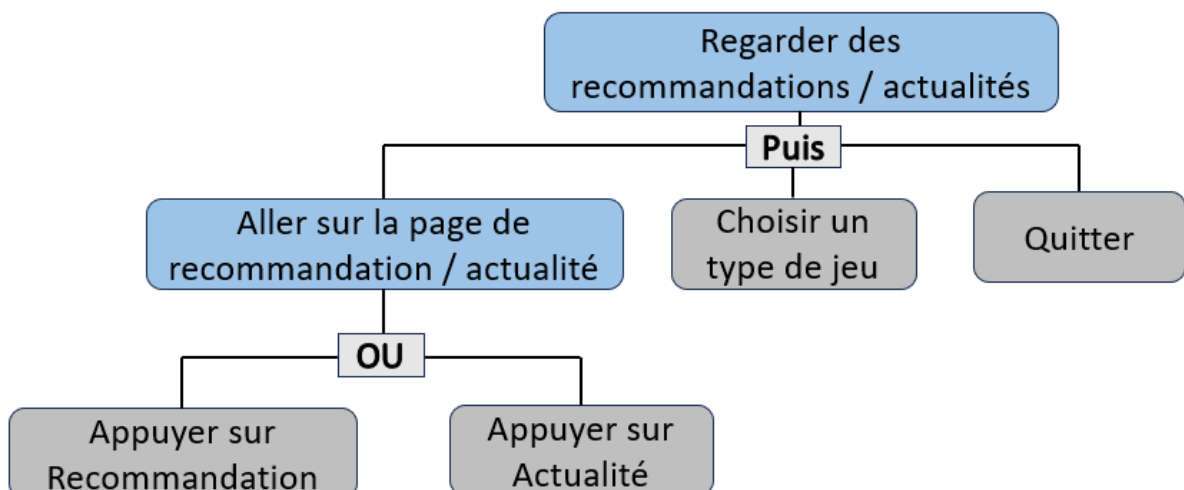 Regarder des
recommandations / actualités
Puis
Aller sur la page de
recommandation / actualité
Choisir un
type de jeu
Quitter
OU
Appuyer sur
Recommandation
Appuyer sur
Actualité